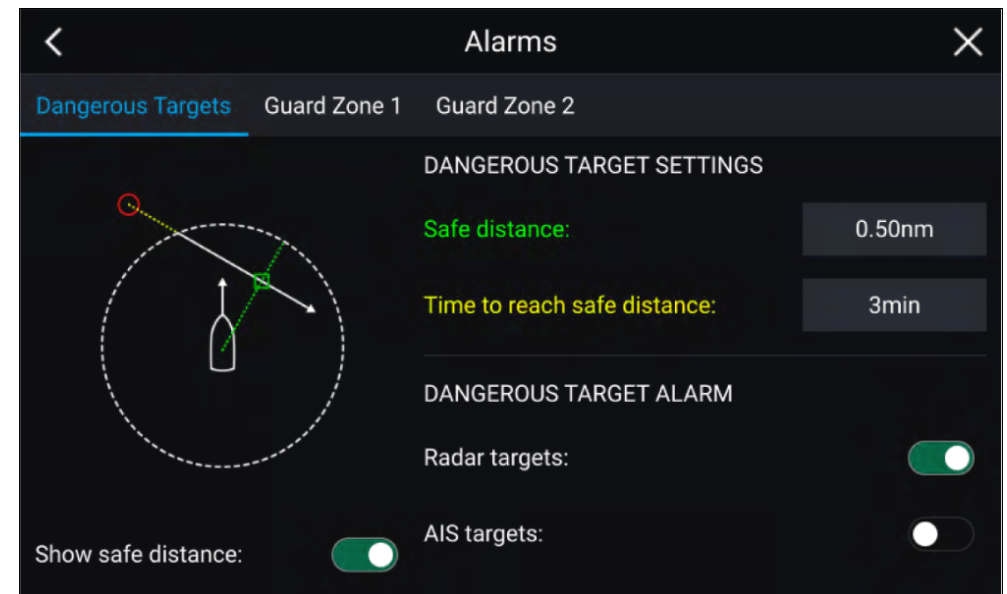 Alarms
Dangerous Targets Guard Zone 1 Guard Zone 2
DANGEROUS TARGET SETTINGS
Safe distance: 0.50nm
Time to reach safe distance: 3min
DANGEROUS TARGET ALARM
Radar targets:
AIS targets:
Show safe distance: